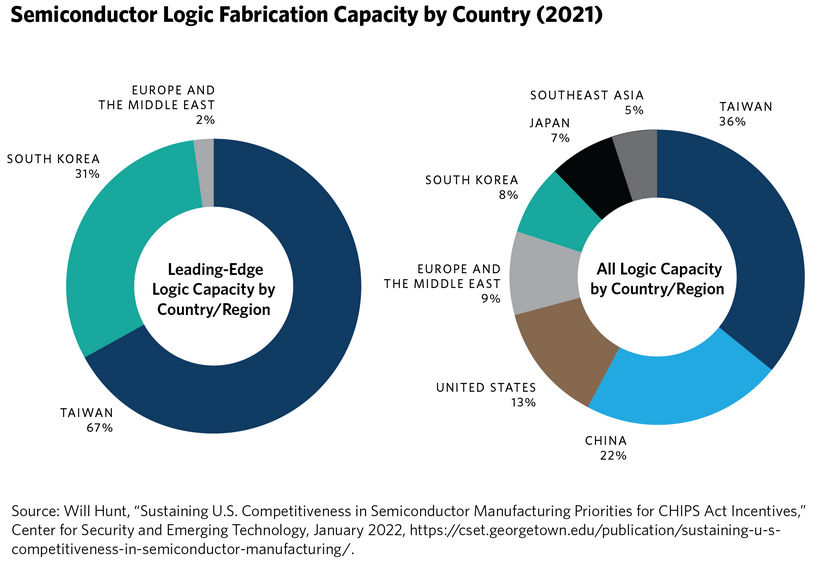 Semiconductor Logic Fabrication Capacity by Country (2021)
EUROPE AND
THE MIDDLE EAST
2%
SOUTH KOREA
31%
Leading-Edge
Logic Capacity by
Country/Region
TAIWAN
67%
SOUTHEAST ASIA
5%
TAIWAN
36%
JAPAN
7%
SOUTH KOREA
8%
EUROPE AND
THE MIDDLE EAST
9%
All Logic Capacity
by Country/Region
UNITED STATES
13%
CHINA
22%
Source: Will Hunt, “Sustaining U.S. Competitiveness in Semiconductor Manufacturing Priorities for CHIPS Act Incentives,”
Center for Security and Emerging Technology, January 2022, https://cset.georgetown.edu/publication/sustaining-u-s-
competitiveness-in-semiconductor-manufacturing/.